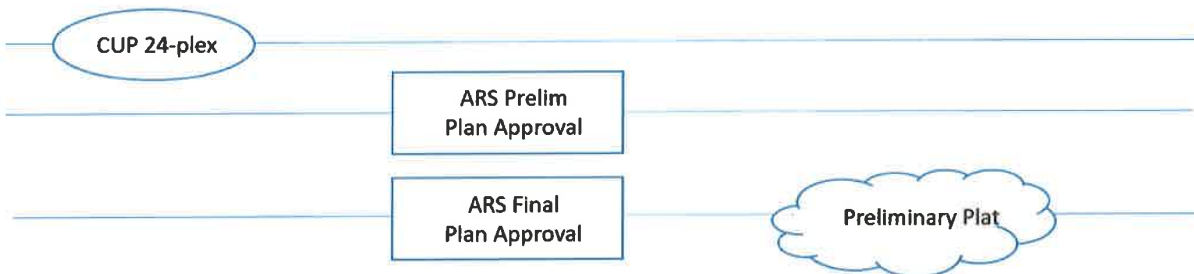 CUP 24-plex
ARS Prelim
Plan Approval
ARS Final
Plan Approval
Preliminary Plat